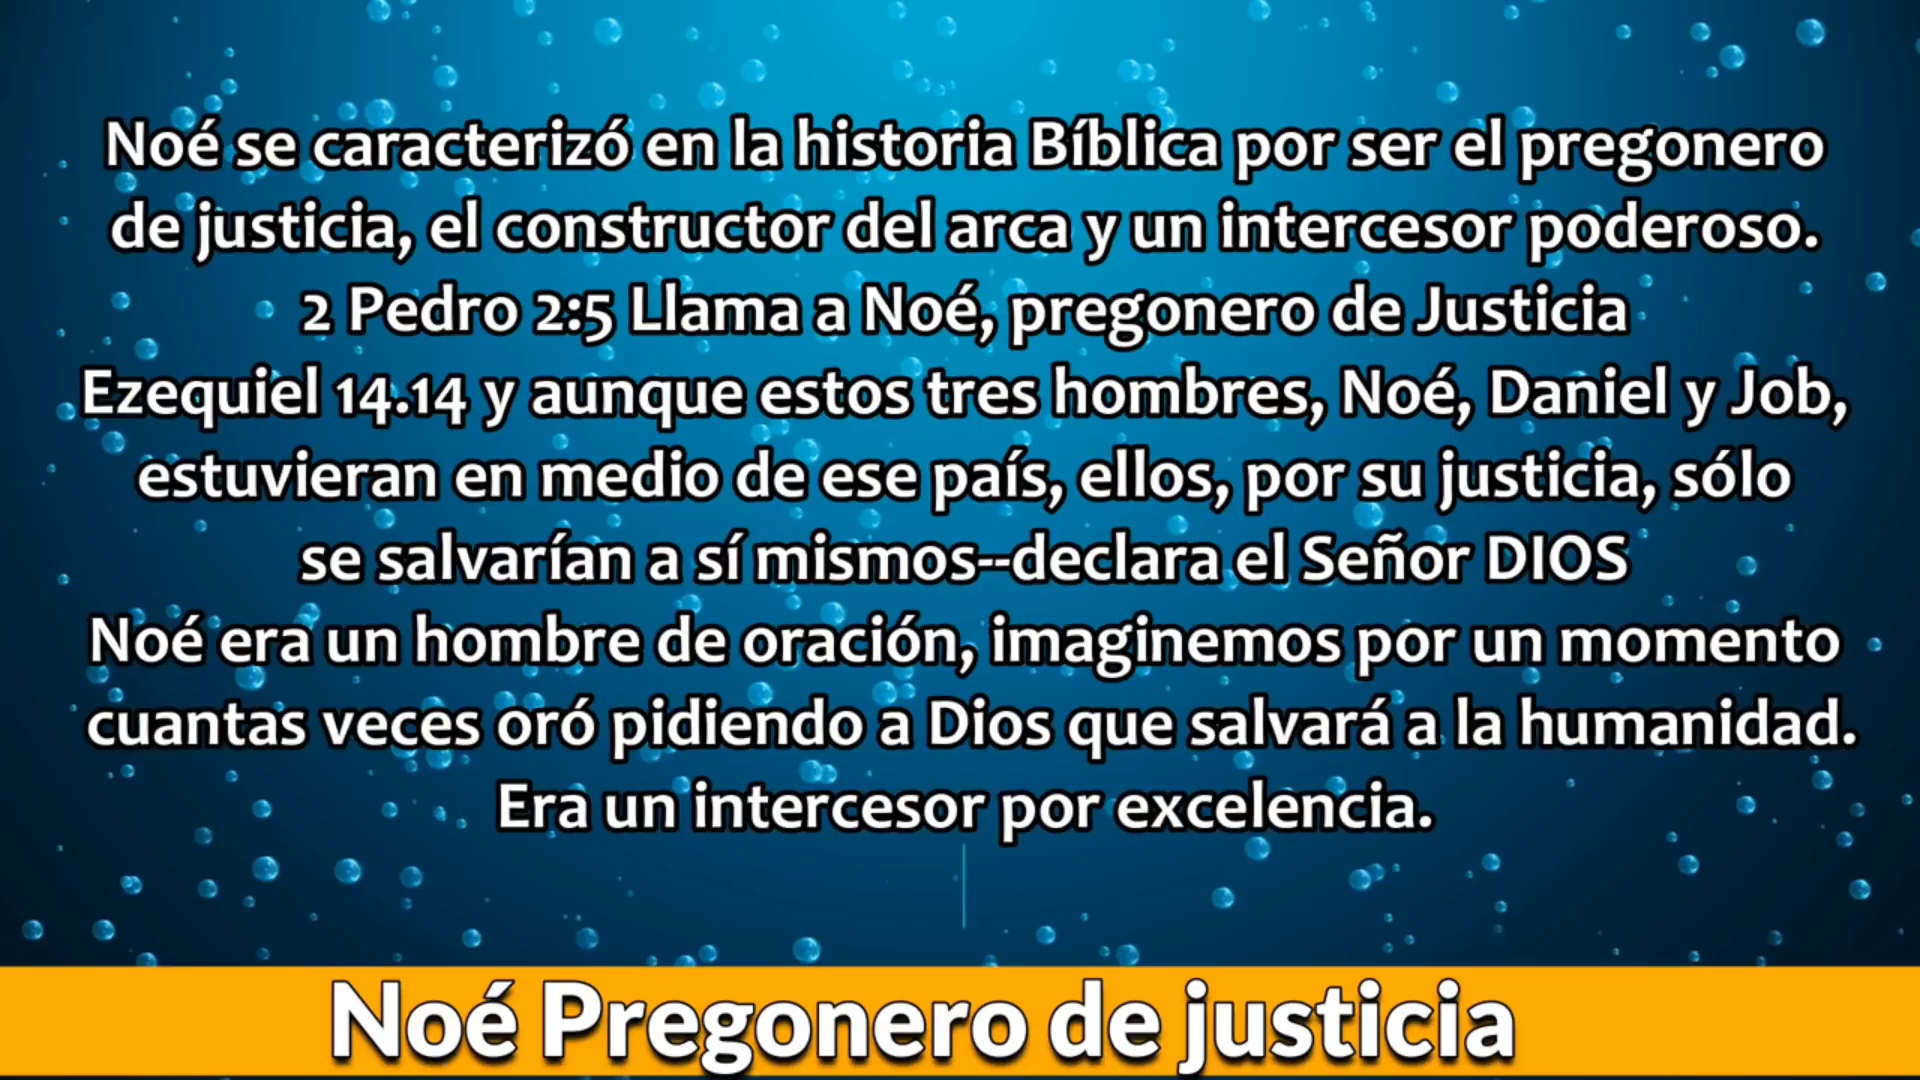 Noé se caracterizó en la historia Bíblica por ser el pregonero
de justicia, el constructor del arca y un intercesor poderoso.
2 Pedro 2:5 Llama a Noé, pregonero de Justicia
Ezequiel 14.14 y aunque estos tres hombres, Noé, Daniel y Job,
estuvieran en medio de ese país, ellos, por su justicia, sólo
se salvarían a sí mismos--declara el Señor DIOS
Noé era un hombre de oración, imaginemos por un momento
cuantas veces oró pidiendo a Dios que salvará a la humanidad.
Era un intercesor por excelencia.
Noé Pregonero de justicia